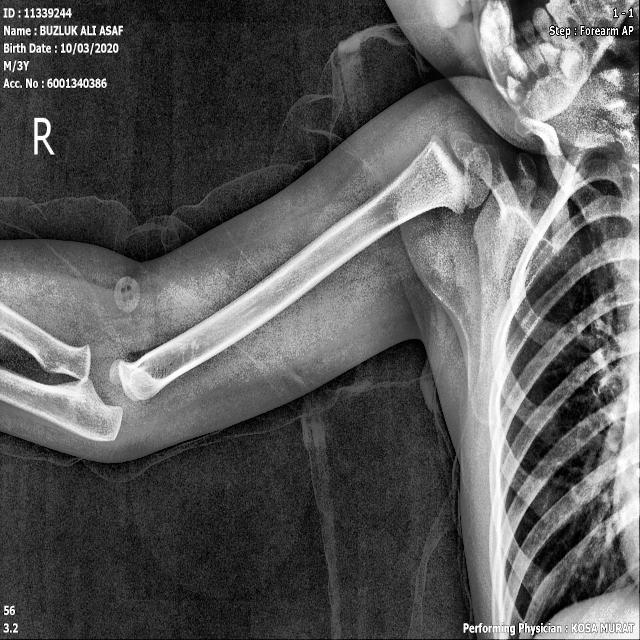 ID : 11339244
Name : BUZLUK ALI ASAF
Birth Date : 10/03/2020
M/3Y
Acc. No : 6001340386
1 - 1
Step : Forearm AP
R
56
3.2
Performing Physician : KOSA MURAT